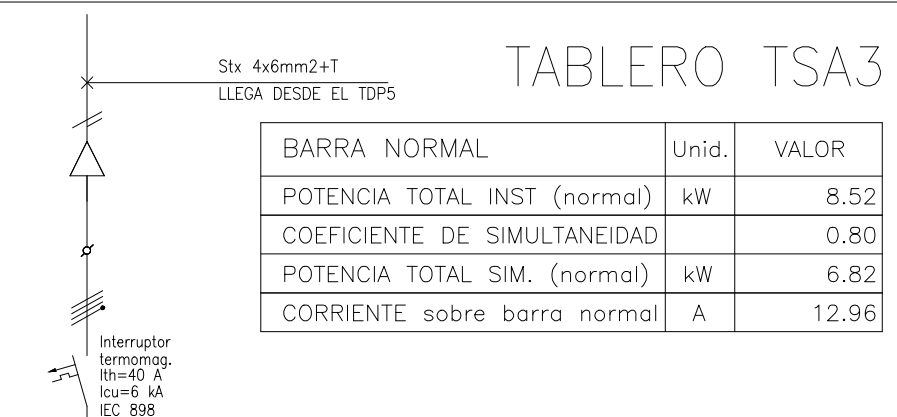 Stx 4x6mm2+T
LLEGA DESDE EL TDP5
TABLERO TSA3
BARRA NORMAL Unid. VALOR
POTENCIA TOTAL INST (normal) kW 8.52
COEFICIENTE DE SIMULTANEIDAD 0.80
POTENCIA TOTAL SIM. (normal) kW 6.82
CORRIENTE sobre barra normal A 12.96
Interruptor
termomag.
Ith=40 A
Icu=6 kA
IEC 898